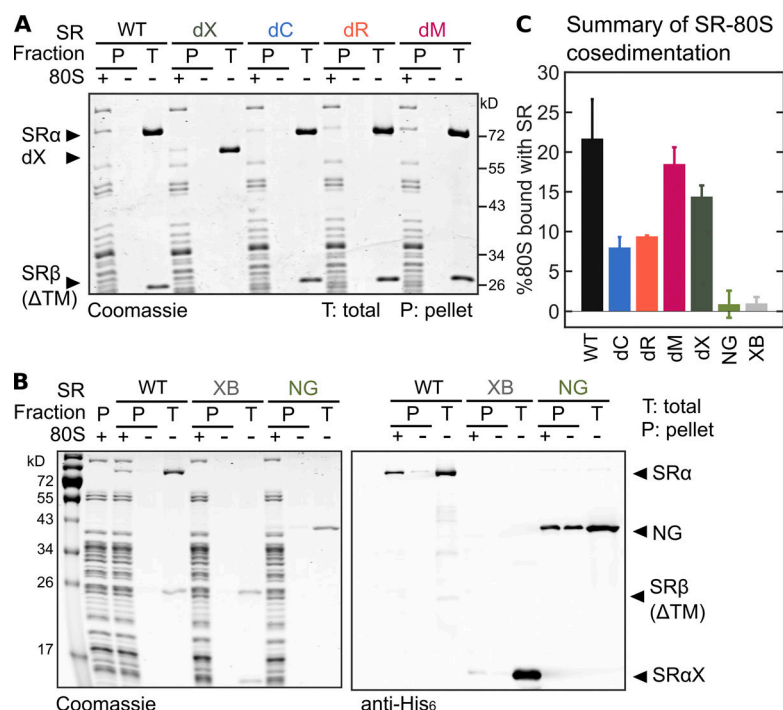 A
SR WT dX dC dR dM
Fraction P T P T P T P T P T
80S + - - + - - + - - + - - + - -
kD
SRα
dX
SRβ
(ΔTM)
72
55
43
34
26
Coomassie T: total P: pellet
C Summary of SR-80S
cosedimentation
%80S bound with SR
30
25
20
15
10
5
0
WT dC dR dM dX NG XB
B
SR WT XB NG
Fraction P P T P T P T
80S + + - - + - - + - -
kD
72
55
43
34
26
17
Coomassie
WT XB NG
P T P T P T
+ - - + - - + - -
T: total
P: pellet
SRα
NG
SRβ
(ΔTM)
SRαX
anti-His6